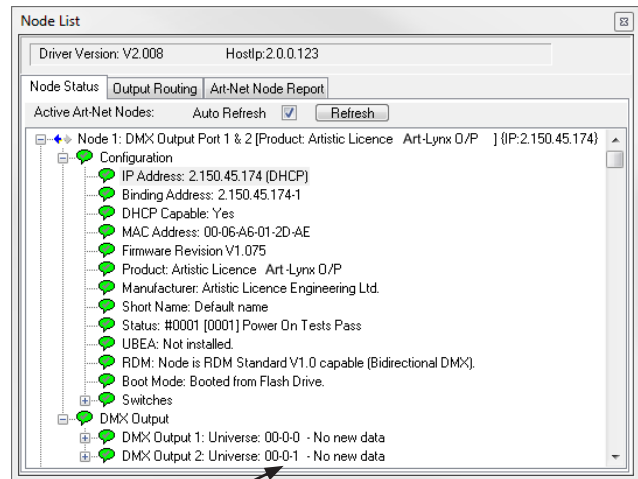 Node List
Driver Version: V2.008 HostIp:2.0.0.123
Node Status Output Routing Art-Net Node Report
Active Art-Net Nodes: Auto Refresh Refresh
Node 1: DMX Output Port 1 & 2 [Product: Artistic Licence Art-Lynx O/P ] {IP:2.150.45.174}
Configuration
IP Address: 2.150.45.174 (DHCP)
Binding Address: 2.150.45.174-1
DHCP Capable: Yes
MAC Address: 00-06-A6-01-2D-AE
Firmware Revision V1.075
Product: Artistic Licence Art-Lynx O/P
Manufacturer: Artistic Licence Engineering Ltd.
Short Name: Default name
Status: #0001 [0001] Power On Tests Pass
UBEA: Not installed.
RDM: Node is RDM Standard V1.0 capable (Bidirectional DMX).
Boot Mode: Booted from Flash Drive.
Switches
DMX Output
DMX Output 1: Universe: 00-0-0 - No new data
DMX Output 2: Universe: 00-0-1 - No new data